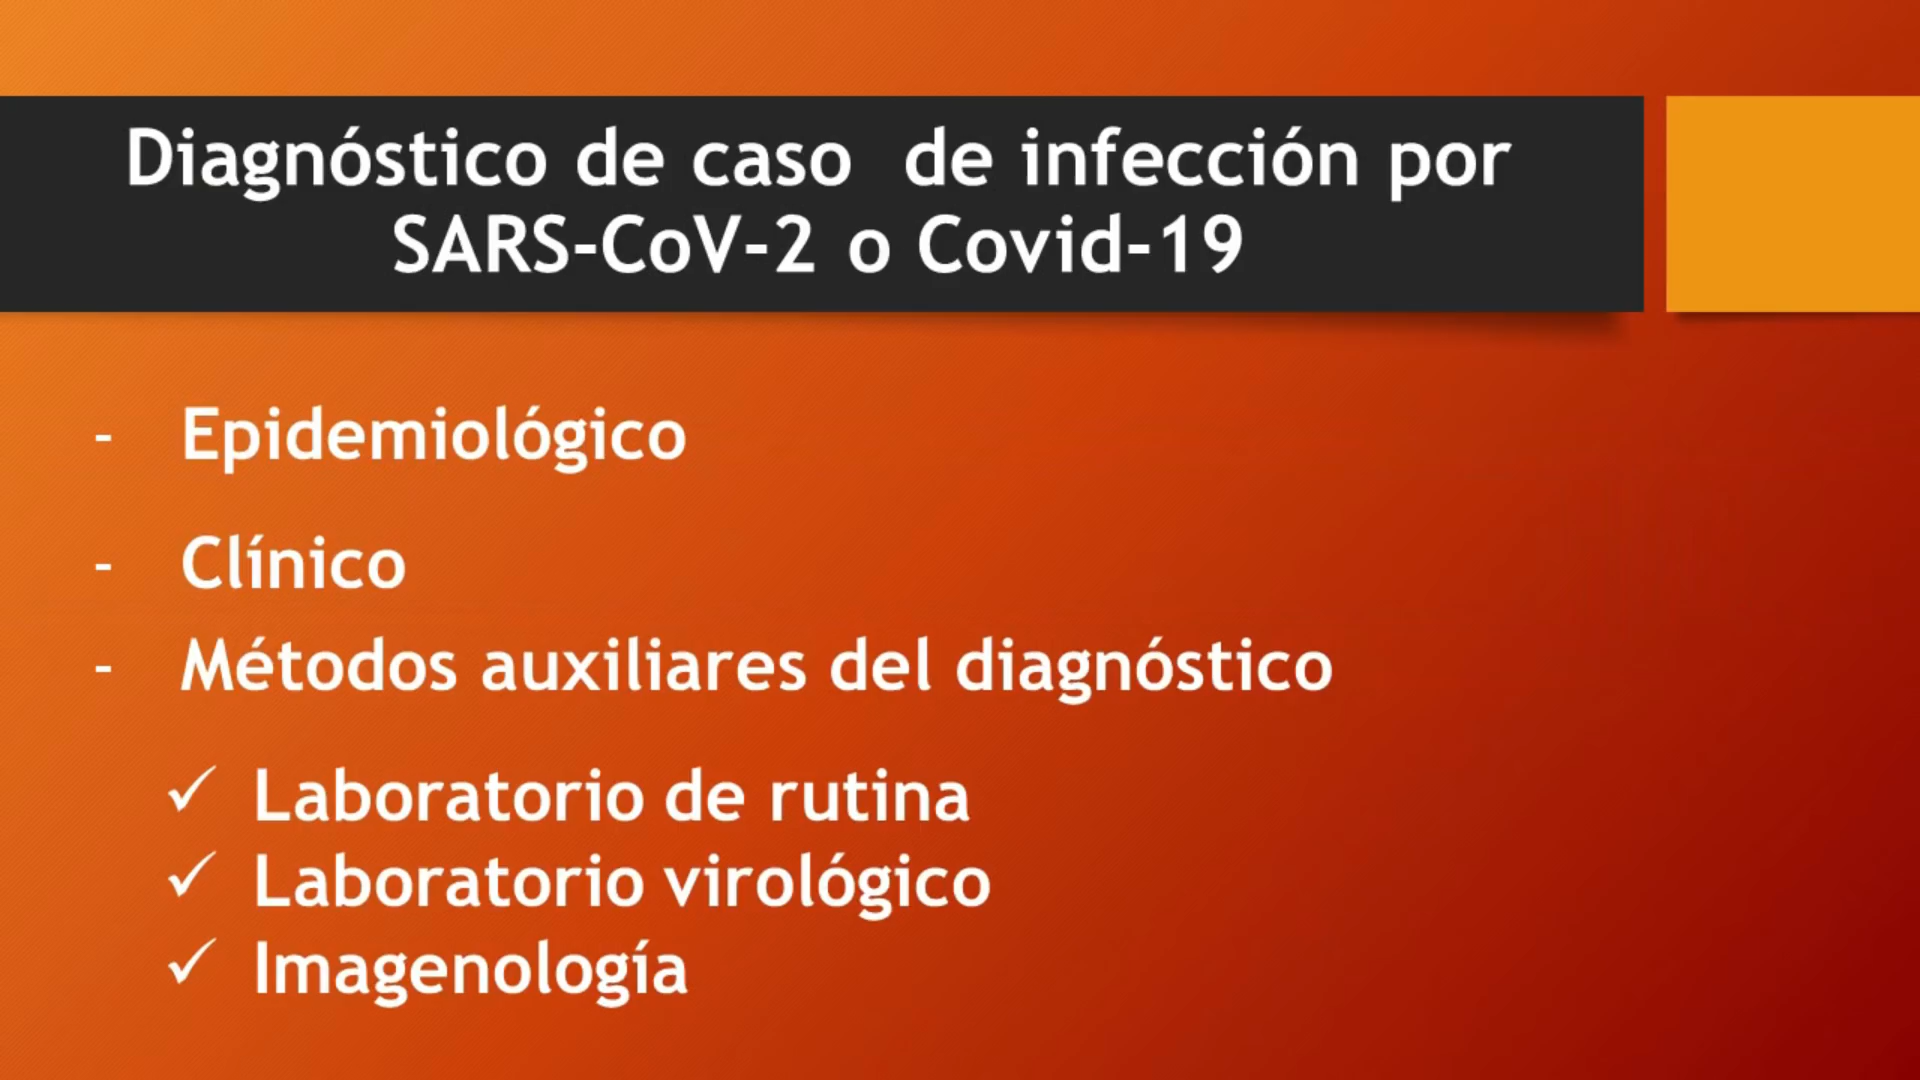 Diagnóstico de caso  de infección por
SARS-CoV-2 o Covid-19
- Epidemiológico
- Clínico
- Métodos auxiliares del diagnóstico
✓ Laboratorio de rutina
✓ Laboratorio virológico
✓ Imagenología